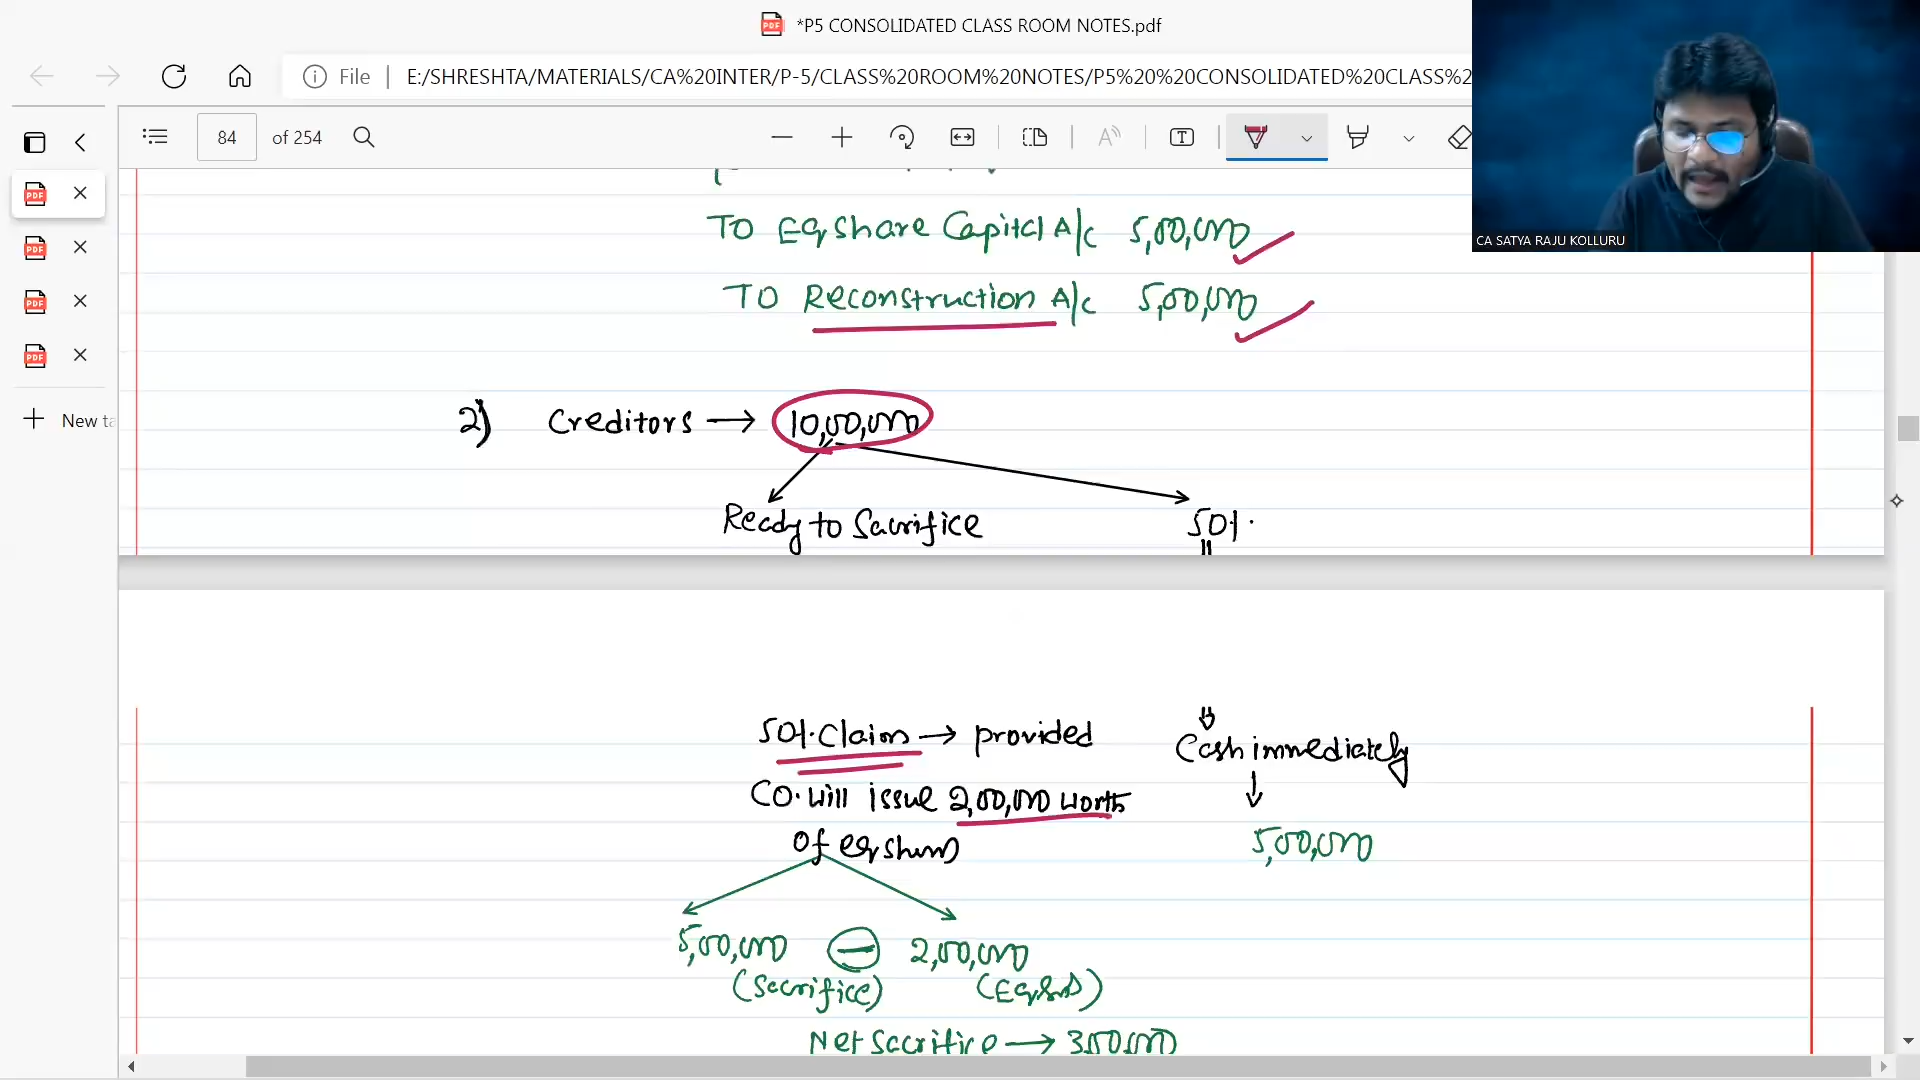 *P5 CONSOLIDATED CLASS ROOM NOTES.pdf
File E:/SHRESHTA/MATERIALS/CA%20INTER/P-5/CLASS%20ROOM%20NOTES/P5%20%20CONSOLIDATED%20CLASS%2
84 of 254
CA SATYA RAJU KOLLURU
New ta
To Eq share Capital A/c 5,00,000
To Reconstruction A/c 5,00,000
2) Creditors → 10,00,000
Ready to Sacrifice 50%.
50% claim → provided
Cash immediately
Co. will issue 2,00,000 worth
of eq shares 5,00,000
5,00,000 - 2,00,000
(Sacrifice) (Eq sh)
Net Sacrifice → 3,00,000